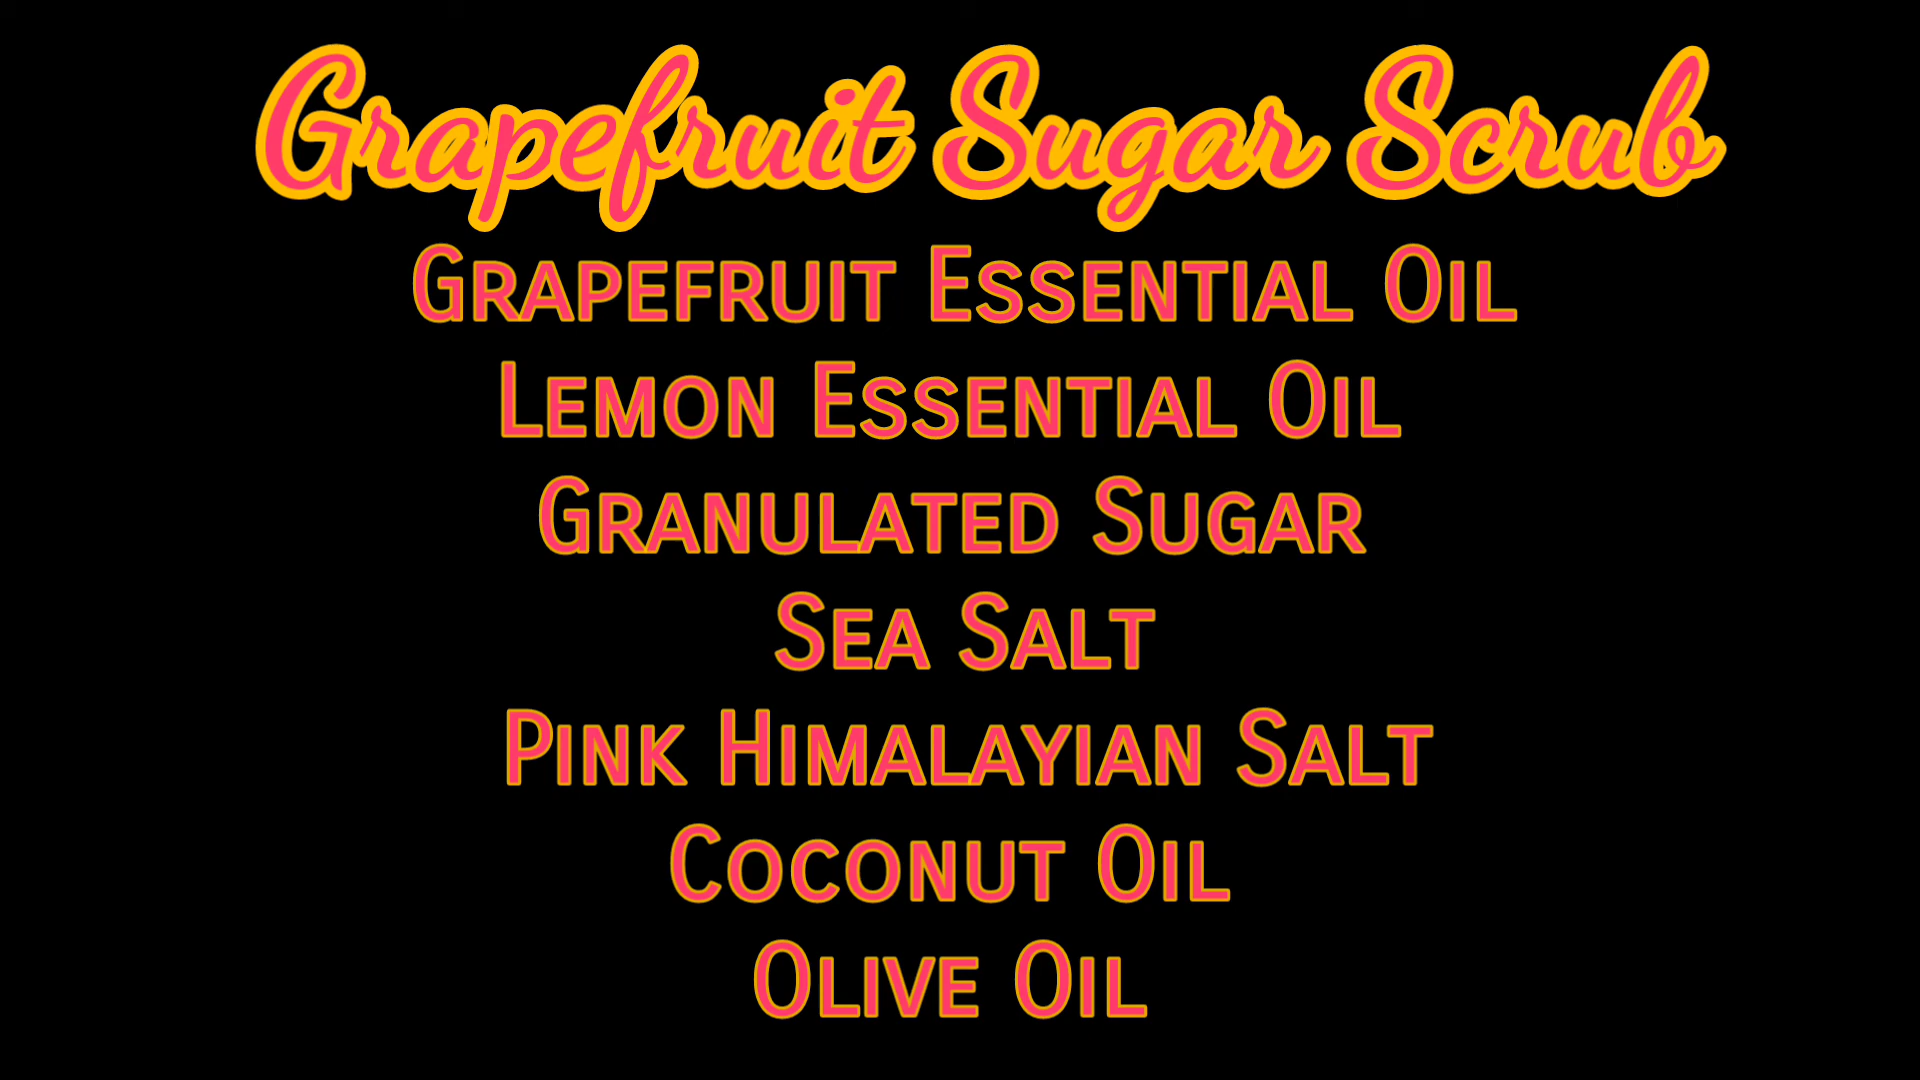 Grapefruit Sugar Scrub
Grapefruit Essential Oil
Lemon Essential Oil
Granulated Sugar
Sea Salt
Pink Himalayian Salt
Coconut Oil
Olive Oil